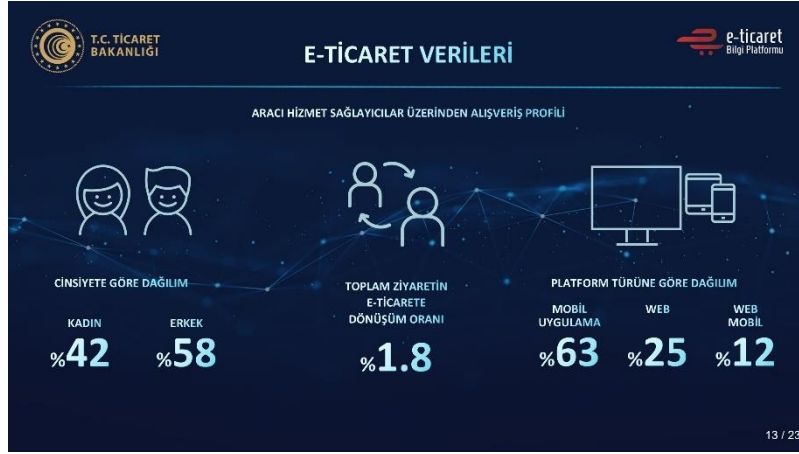 T.C. TİCARET
BAKANLIĞI
E-TİCARET VERİLERİ
e-ticaret
Bilgi Platformu
ARACI HİZMET SAĞLAYICILAR ÜZERİNDEN ALIŞVERİŞ PROFİLİ
CİNSİYETE GÖRE DAĞILIM
KADIN
%42
ERKEK
%58
TOPLAM ZİYARETİN
E-TİCARETE
DÖNÜŞÜM ORANI
%1.8
PLATFORM TÜRÜNE GÖRE DAĞILIM
MOBİL
UYGULAMA
%63
WEB
%25
WEB
MOBİL
%12
13 / 23